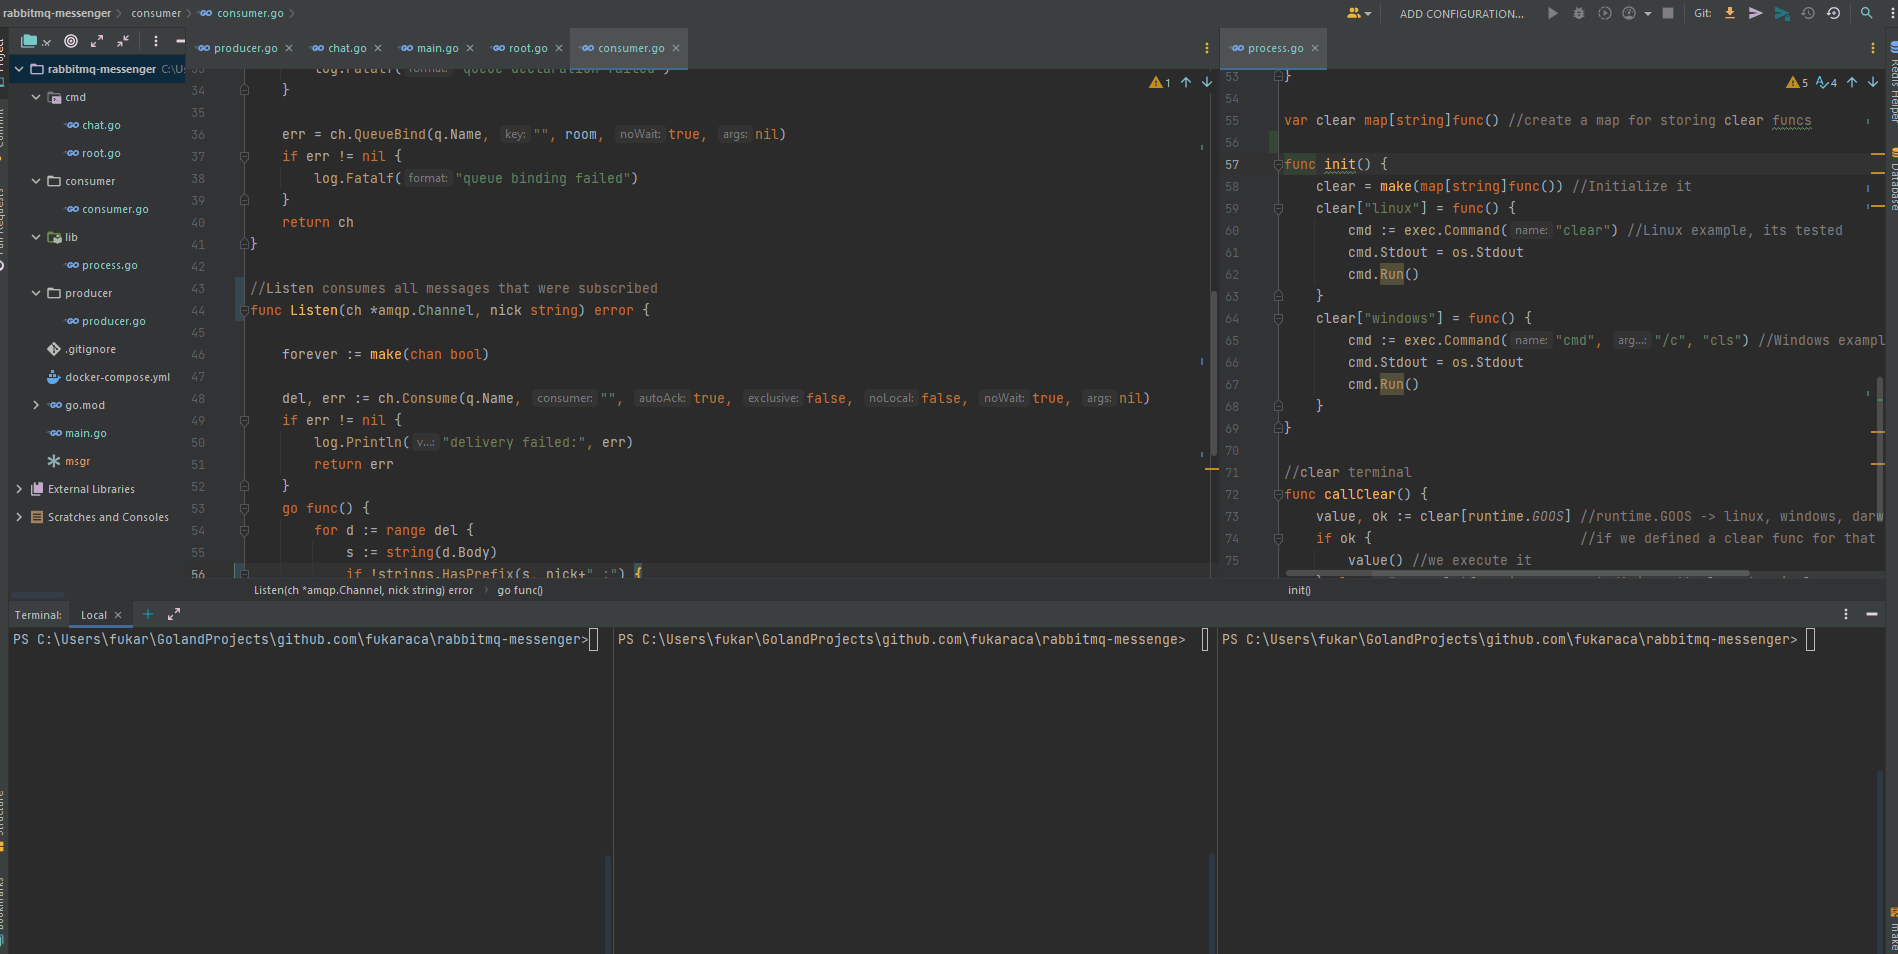 rabbitmq-messenger
consumer
consumer.go
ADD CONFIGURATION...
Git:
producer.go
chat.go
main.go
root.go
consumer.go
process.go
rabbitmq-messenger
cmd
chat.go
root.go
consumer
consumer.go
lib
process.go
producer
producer.go
.gitignore
docker-compose.yml
go.mod
main.go
msgr
External Libraries
Scratches and Consoles
1
34 }
35
36 err = ch.QueueBind(q.Name, key: "", room, noWait: true, args: nil)
37 if err != nil {
38 log.Fatalf( format: "queue binding failed")
39 }
40 return ch
41 }
42
43 //Listen consumes all messages that were subscribed
44 func Listen(ch *amqp.Channel, nick string) error {
45
46 forever := make(chan bool)
47
48 del, err := ch.Consume(q.Name, consumer: "", autoAck: true, exclusive: false, noLocal: false, noWait: true, args: nil)
49 if err != nil {
50 log.Println( v...: "delivery failed:", err)
51 return err
52 }
53 go func() {
54 for d := range del {
55 s := string(d.Body)
56 if !strings.HasPrefix(s, nick+" :") {
Listen(ch *amqp.Channel, nick string) error
go func()
5 4
53 }
54
55 var clear map[string]func() //create a map for storing clear funcs
56
57 func init() {
58 clear = make(map[string]func()) //Initialize it
59 clear["linux"] = func() {
60 cmd := exec.Command( name: "clear") //Linux example, its tested
61 cmd.Stdout = os.Stdout
62 cmd.Run()
63 }
64 clear["windows"] = func() {
65 cmd := exec.Command( name: "cmd", arg...: "/c", "cls") //Windows exampl
66 cmd.Stdout = os.Stdout
67 cmd.Run()
68 }
69 }
70
71 //clear terminal
72 func callClear() {
73 value, ok := clear[runtime.GOOS] //runtime.GOOS -> linux, windows, darw
74 if ok { //if we defined a clear func for that
75 value() //we execute it
init()
Terminal:
Local
PS C:\Users\fukar\GolandProjects\github.com\fukaraca\rabbitmq-messenger>
PS C:\Users\fukar\GolandProjects\github.com\fukaraca\rabbitmq-messenge>
PS C:\Users\fukar\GolandProjects\github.com\fukaraca\rabbitmq-messenger>
Redis Helper
Database